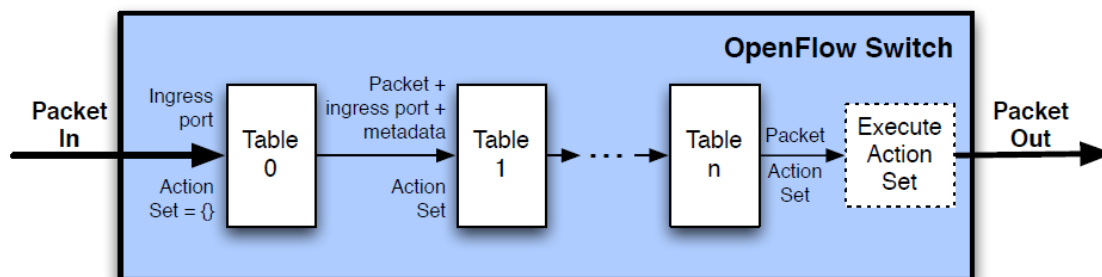 OpenFlow Switch
Packet
In
Ingress
port
Action
Set = {}
Table
0
Packet +
ingress port +
metadata
Action
Set
Table
1
...
Table
n
Packet
Action
Set
Execute
Action
Set
Packet
Out